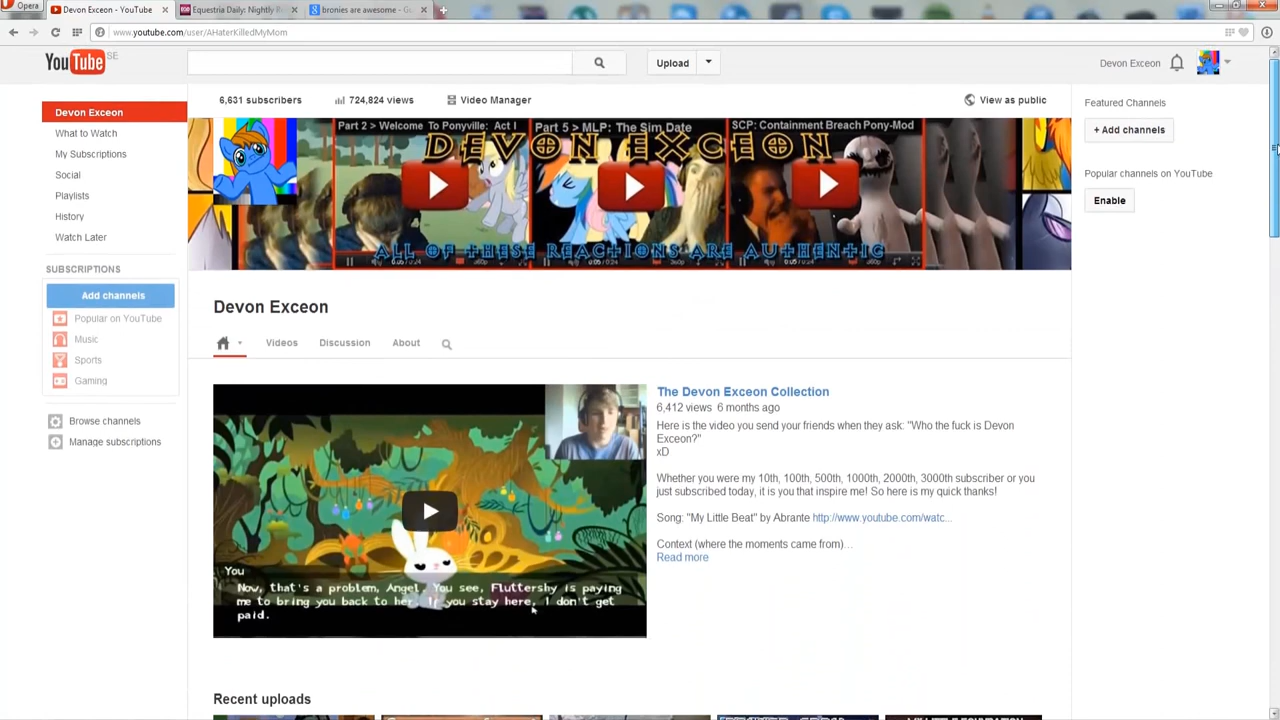 Opera
Devon Exceon - YouTube
Equestria Daily: Nightly R
bronies are awesome - G
www.youtube.com/user/AHaterKilledMyMom
YouTube SE
Upload
Devon Exceon
Devon Exceon
What to Watch
My Subscriptions
Social
Playlists
History
Watch Later
SUBSCRIPTIONS
Add channels
Popular on YouTube
Music
Sports
Gaming
Browse channels
Manage subscriptions
6,631 subscribers
724,824 views
Video Manager
View as public
Part 2 > Welcome To Ponyville: Act I
Part 5 > MLP: The Sim Date
SCP: Containment Breach Pony-Mod
DEVON EXCEON
ALL OF THESE REACTIONS ARE AUTHENTIC
Devon Exceon
Videos
Discussion
About
The Devon Exceon Collection
6,412 views 6 months ago
Here is the video you send your friends when they ask: "Who the fuck is Devon
Exceon?"
xD
Whether you were my 10th, 100th, 500th, 1000th, 2000th, 3000th subscriber or you
just subscribed today, it is you that inspire me! So here is my quick thanks!
Song: "My Little Beat" by Abrante http://www.youtube.com/watc...
Context (where the moments came from)...
Read more
You
Now, that's a problem, Angel. You see, Fluttershy is paying
me to bring you back to her. If you stay here, I don't get
paid.
Recent uploads
Featured Channels
+ Add channels
Popular channels on YouTube
Enable